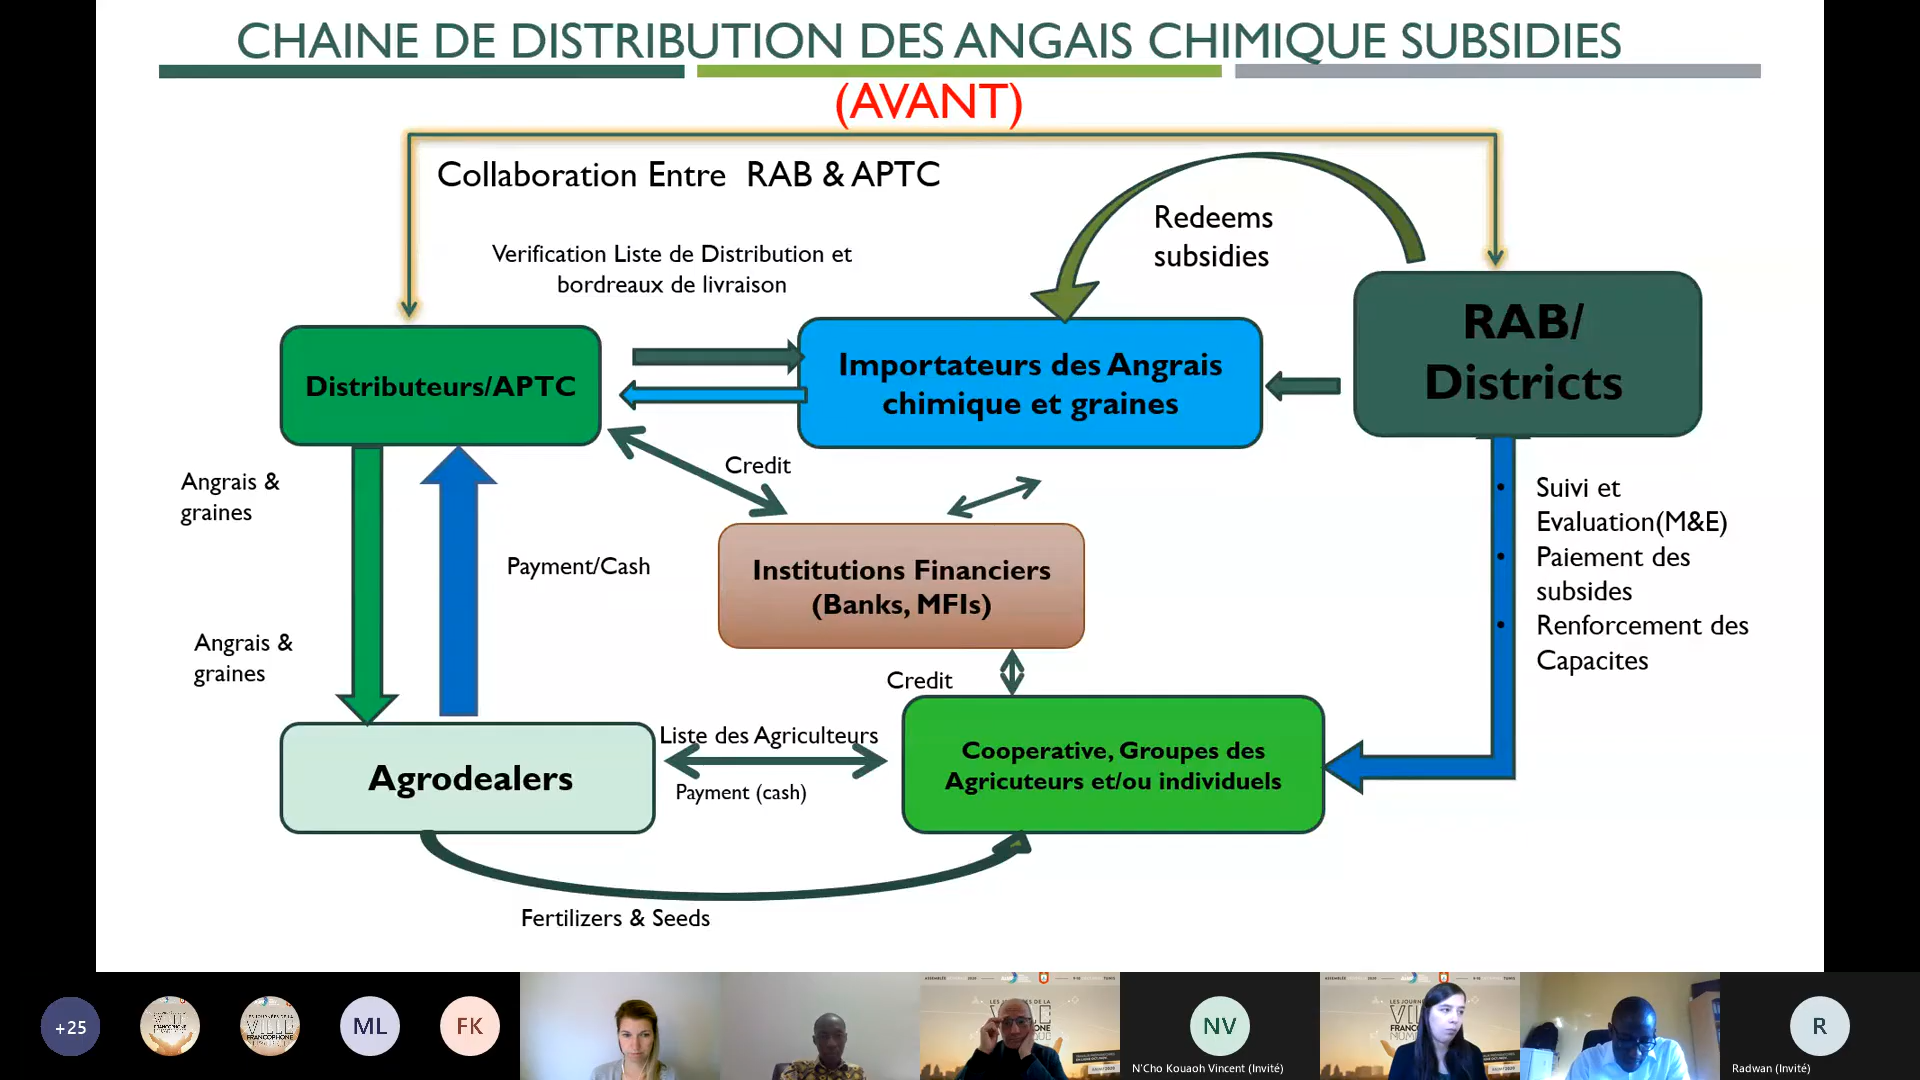 CHAINE DE DISTRIBUTION DES ANGAIS CHIMIQUE SUBSIDIES
(AVANT)
Collaboration Entre RAB & APTC
Redeems
subsidies
Verification Liste de Distribution et
bordreaux de livraison
RAB/
Districts
Distributeurs/APTC
Importateurs des Angrais
chimique et graines
Credit
Angrais &
graines
• Suivi et
Evaluation(M&E)
• Paiement des
subsides
• Renforcement des
Capacites
Payment/Cash
Institutions Financiers
(Banks, MFIs)
Angrais &
graines
Credit
Liste des Agriculteurs
Payment (cash)
Agrodealers
Cooperative, Groupes des
Agricuteurs et/ou individuels
Fertilizers & Seeds
+25
ML
FK
NV
N'Cho Kouaoh Vincent (Invité)
R
Radwan (Invité)